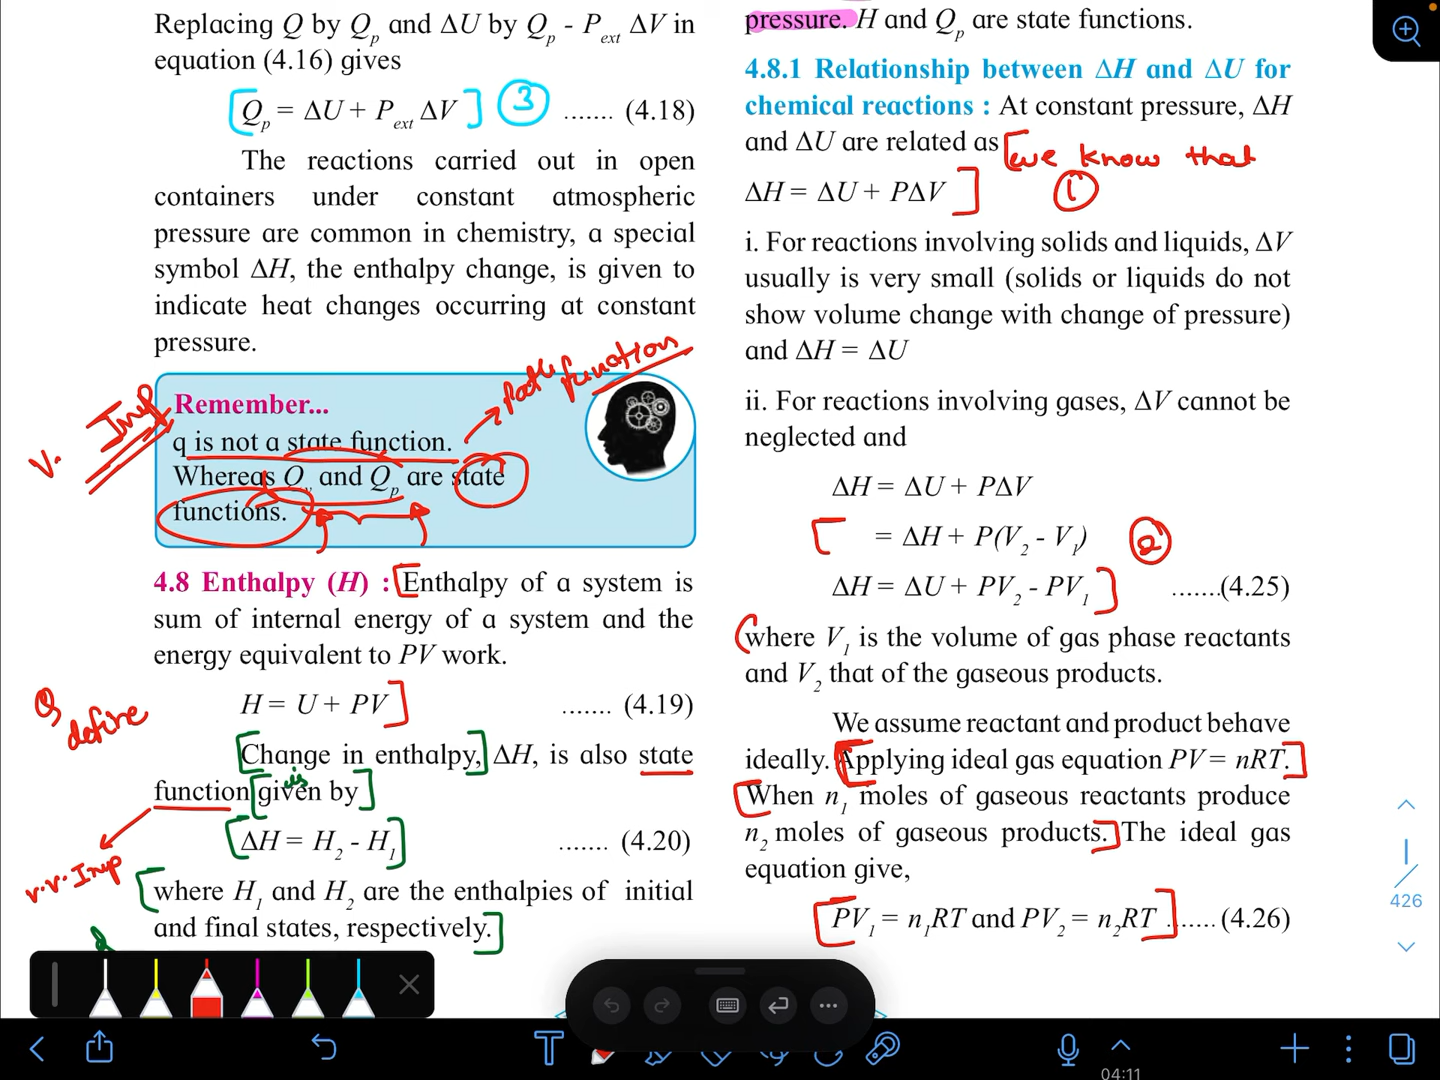 Replacing Q by Qp and ΔU by Qp - Pext ΔV in
equation (4.16) gives
Qp = ΔU + Pext ΔV 3 ....... (4.18)
The reactions carried out in open
containers under constant atmospheric
pressure are common in chemistry, a special
symbol ΔH, the enthalpy change, is given to
indicate heat changes occurring at constant
pressure.
V. Imp
Path function
Remember...
q is not a state function.
Whereas Qv and Qp are state
functions.
4.8 Enthalpy (H) : Enthalpy of a system is
sum of internal energy of a system and the
energy equivalent to PV work.
Q define
H = U + PV ....... (4.19)
Change in enthalpy, ΔH, is also state
is
function given by
ΔH = H2 - H1 ....... (4.20)
v.v.Imp
where H1 and H2 are the enthalpies of initial
and final states, respectively.
pressure. H and Qp are state functions.
4.8.1 Relationship between ΔH and ΔU for
chemical reactions : At constant pressure, ΔH
and ΔU are related as we know that
ΔH = ΔU + PΔV 1
i. For reactions involving solids and liquids, ΔV
usually is very small (solids or liquids do not
show volume change with change of pressure)
and ΔH = ΔU
ii. For reactions involving gases, ΔV cannot be
neglected and
ΔH = ΔU + PΔV
= ΔH + P(V2 - V1) 2
ΔH = ΔU + PV2 - PV1 .......(4.25)
where V1 is the volume of gas phase reactants
and V2 that of the gaseous products.
We assume reactant and product behave
ideally. Applying ideal gas equation PV = nRT.
When n1 moles of gaseous reactants produce
n2 moles of gaseous products. The ideal gas
equation give,
PV1 = n1RT and PV2 = n2RT ....... (4.26)
1
/
426
T
04:11